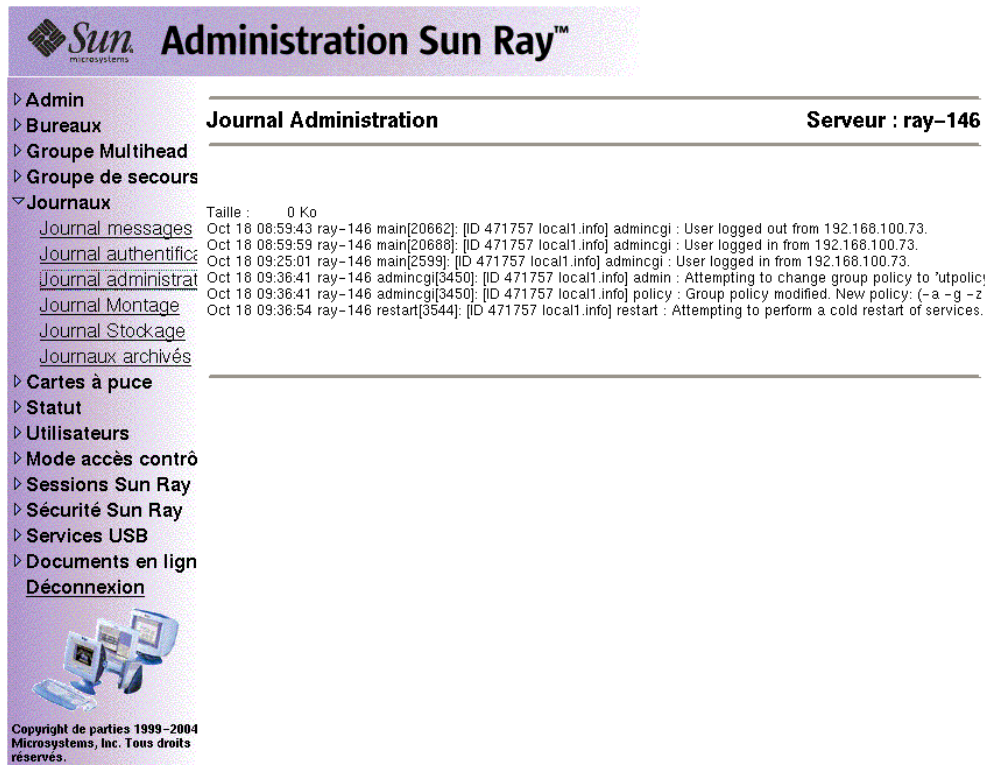 Sun
microsystems
Administration Sun Ray™
Admin
Bureaux
Groupe Multihead
Groupe de secours
Journaux
Journal messages
Journal authentifica
Journal administrat
Journal Montage
Journal Stockage
Journaux archivés
Cartes à puce
Statut
Utilisateurs
Mode accès contrô
Sessions Sun Ray
Sécurité Sun Ray
Services USB
Documents en lign
Déconnexion
Copyright de parties 1999-2004
Microsystems, Inc. Tous droits
réservés.
Journal Administration Serveur : ray-146
Taille : 0 Ko
Oct 18 08:59:43 ray-146 main[20662]: [ID 471757 local1.info] admincgi : User logged out from 192.168.100.73.
Oct 18 08:59:59 ray-146 main[20688]: [ID 471757 local1.info] admincgi : User logged in from 192.168.100.73.
Oct 18 09:25:01 ray-146 main[2599]: [ID 471757 local1.info] admincgi : User logged in from 192.168.100.73.
Oct 18 09:36:41 ray-146 admincgi[3450]: [ID 471757 local1.info] admin : Attempting to change group policy to 'utpolicy
Oct 18 09:36:41 ray-146 admincgi[3450]: [ID 471757 local1.info] policy : Group policy modified. New policy: (-a -g -z
Oct 18 09:36:54 ray-146 restart[3544]: [ID 471757 local1.info] restart : Attempting to perform a cold restart of services.